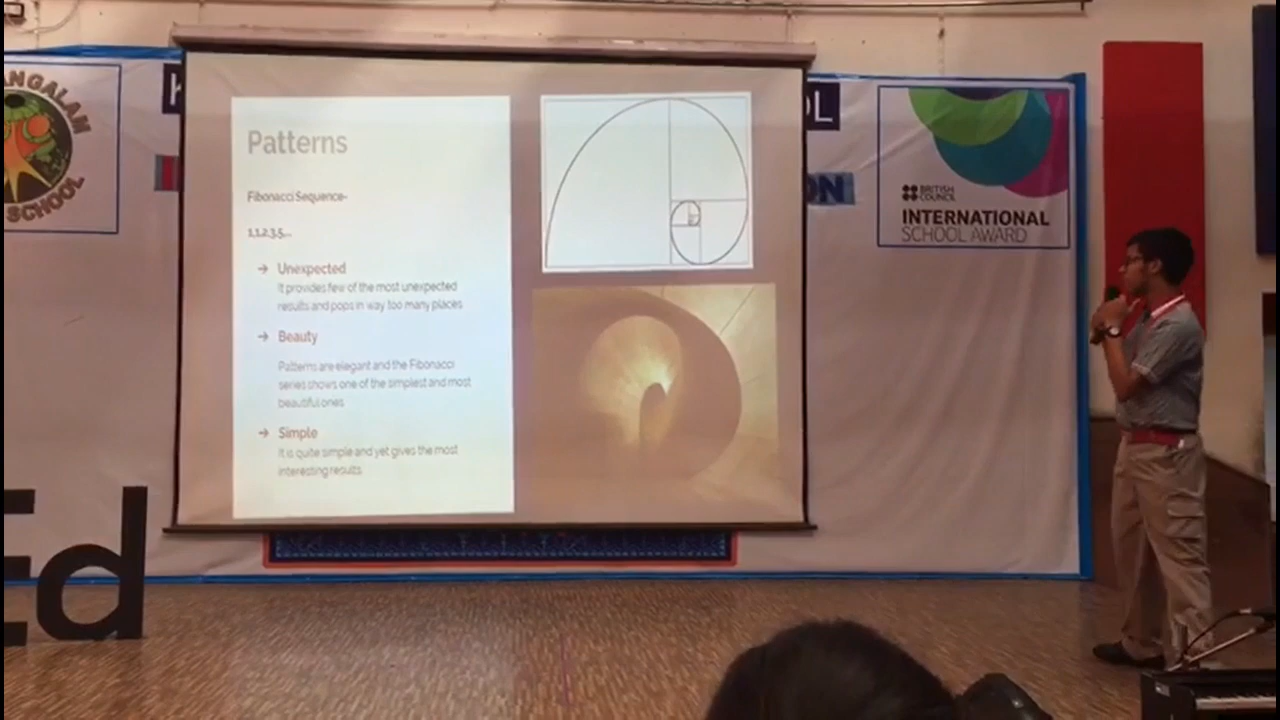 ANGALAM
SCHOOL
Patterns
Fibonacci Sequence-
1,1,2,3,5,...
→ Unexpected
It provides few of the most unexpected
results and pops in way too many places
→ Beauty
Patterns are elegant and the Fibonacci
series shows one of the simplest and most
beautiful ones
→ Simple
It is quite simple and yet gives the most
interesting results
OL
ON
BRITISH
COUNCIL
INTERNATIONAL
SCHOOL AWARD
Ed